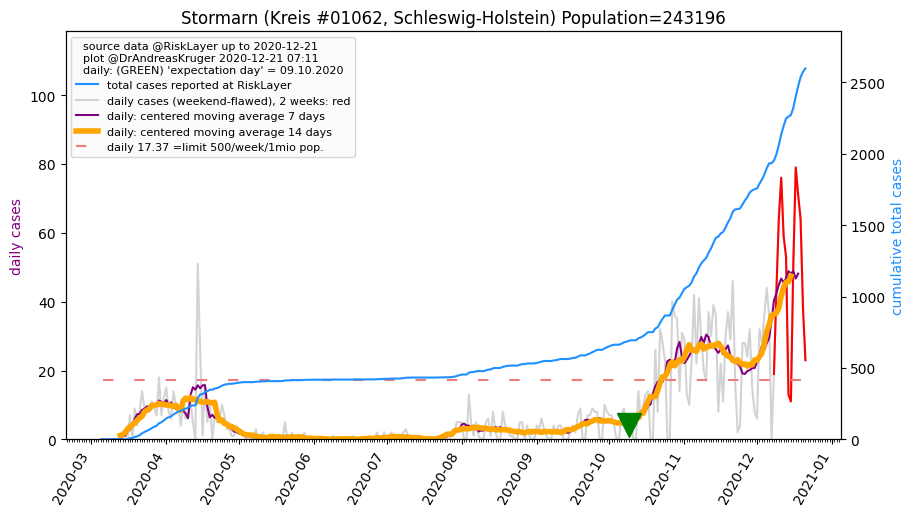 Stormarn (Kreis #01062, Schleswig-Holstein) Population=243196
source data @RiskLayer up to 2020-12-21
plot @DrAndreasKruger 2020-12-21 07:11
daily: (GREEN) 'expectation day' = 09.10.2020
total cases reported at RiskLayer
daily cases (weekend-flawed), 2 weeks: red
daily: centered moving average 7 days
daily: centered moving average 14 days
daily 17.37 =limit 500/week/1mio pop.
daily cases
100
80
60
40
20
0
cumulative total cases
2500
2000
1500
1000
500
0
2020-03
2020-04
2020-05
2020-06
2020-07
2020-08
2020-09
2020-10
2020-11
2020-12
2021-01